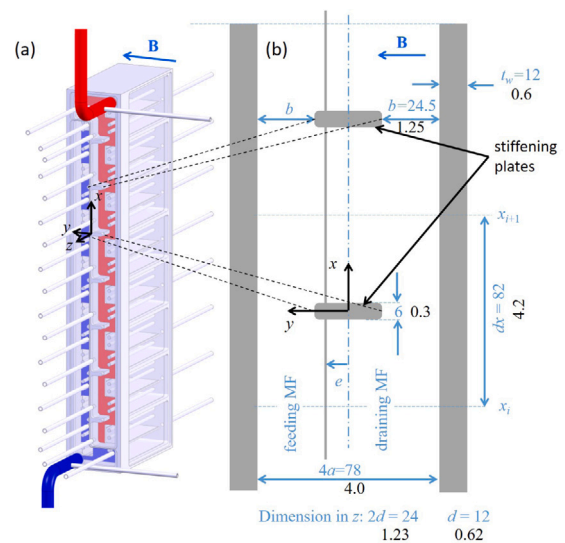 (a)
B
x
y
z
(b)
B
t_w=12
0.6
b
b=24.5
1.25
stiffening
plates
x_{i+1}
x
y
6
0.3
dx = 82
4.2
e
feeding MF
draining MF
x_i
4a=78
4.0
Dimension in z: 2d = 24
d = 12
1.23
0.62